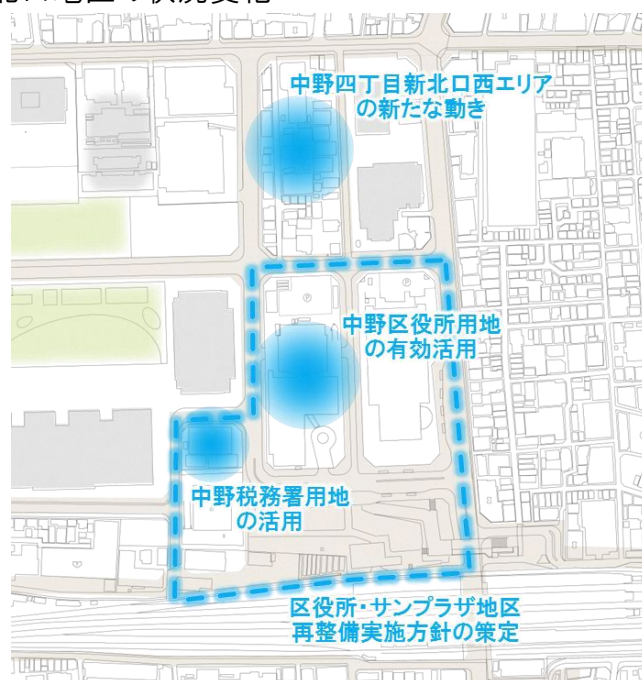 中野四丁目新北口西エリア
の新たな動き
中野区役所用地
の有効活用
中野税務署用地
の活用
区役所・サンプラザ地区
再整備実施方針の策定